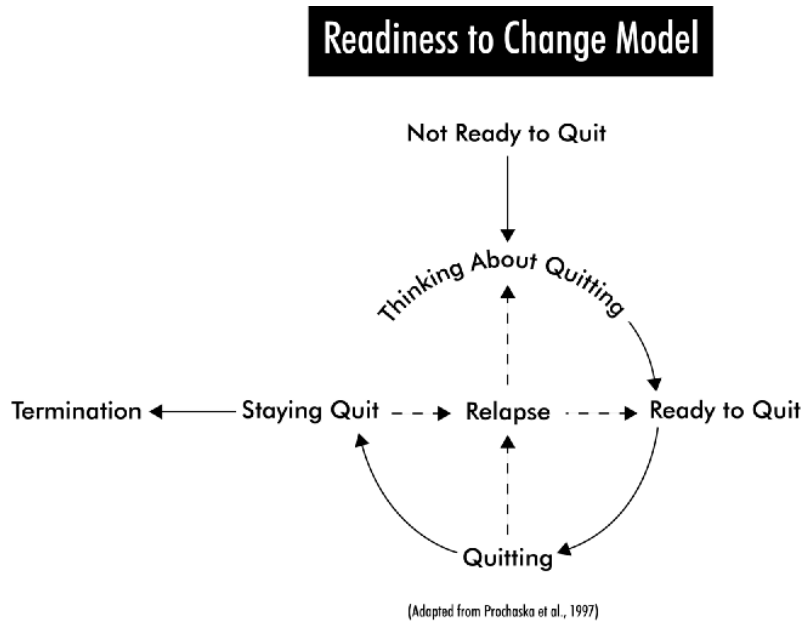 Readiness to Change Model
Not Ready to Quit
Thinking About Quitting
Termination
Staying Quit
Relapse
Ready to Quit
Quitting
(Adapted from Prochaska et al., 1997)